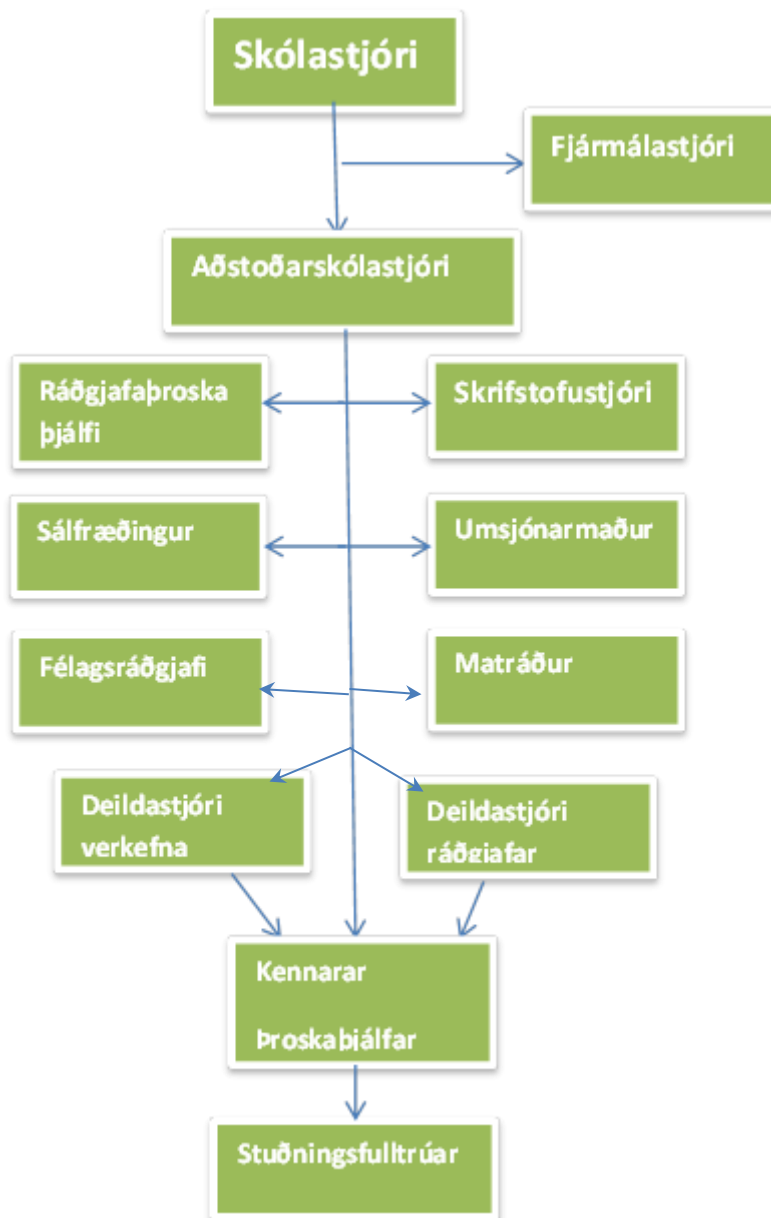 Skólastjóri
Fjármálastjóri
Aðstoðarskólastjóri
Ráðgjafaþroska
þjálfi
Skrifstofustjóri
Sálfræðingur
Umsjónarmaður
Félagsráðgjafi
Matráður
Deildastjóri
verkefna
Deildastjóri
ráðgjafar
Kennarar
Þroskaþjálfar
Stuðningsfulltrúar